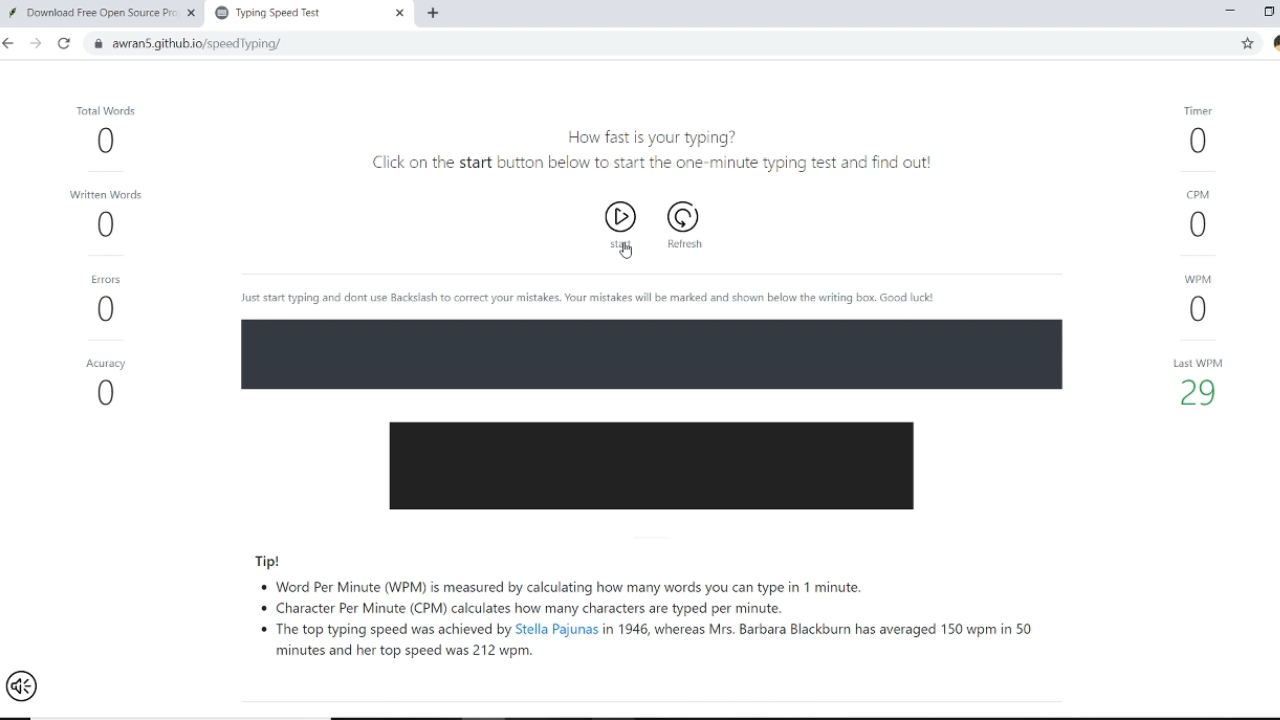 Download Free Open Source Pro
Typing Speed Test
awran5.github.io/speedTyping/
Total Words
0
Written Words
0
Errors
0
Acuracy
0
How fast is your typing?
Click on the start button below to start the one-minute typing test and find out!
start
Refresh
Just start typing and dont use Backslash to correct your mistakes. Your mistakes will be marked and shown below the writing box. Good luck!
Timer
0
CPM
0
WPM
0
Last WPM
29
Tip!
Word Per Minute (WPM) is measured by calculating how many words you can type in 1 minute.
Character Per Minute (CPM) calculates how many characters are typed per minute.
The top typing speed was achieved by Stella Pajunas in 1946, whereas Mrs. Barbara Blackburn has averaged 150 wpm in 50
minutes and her top speed was 212 wpm.